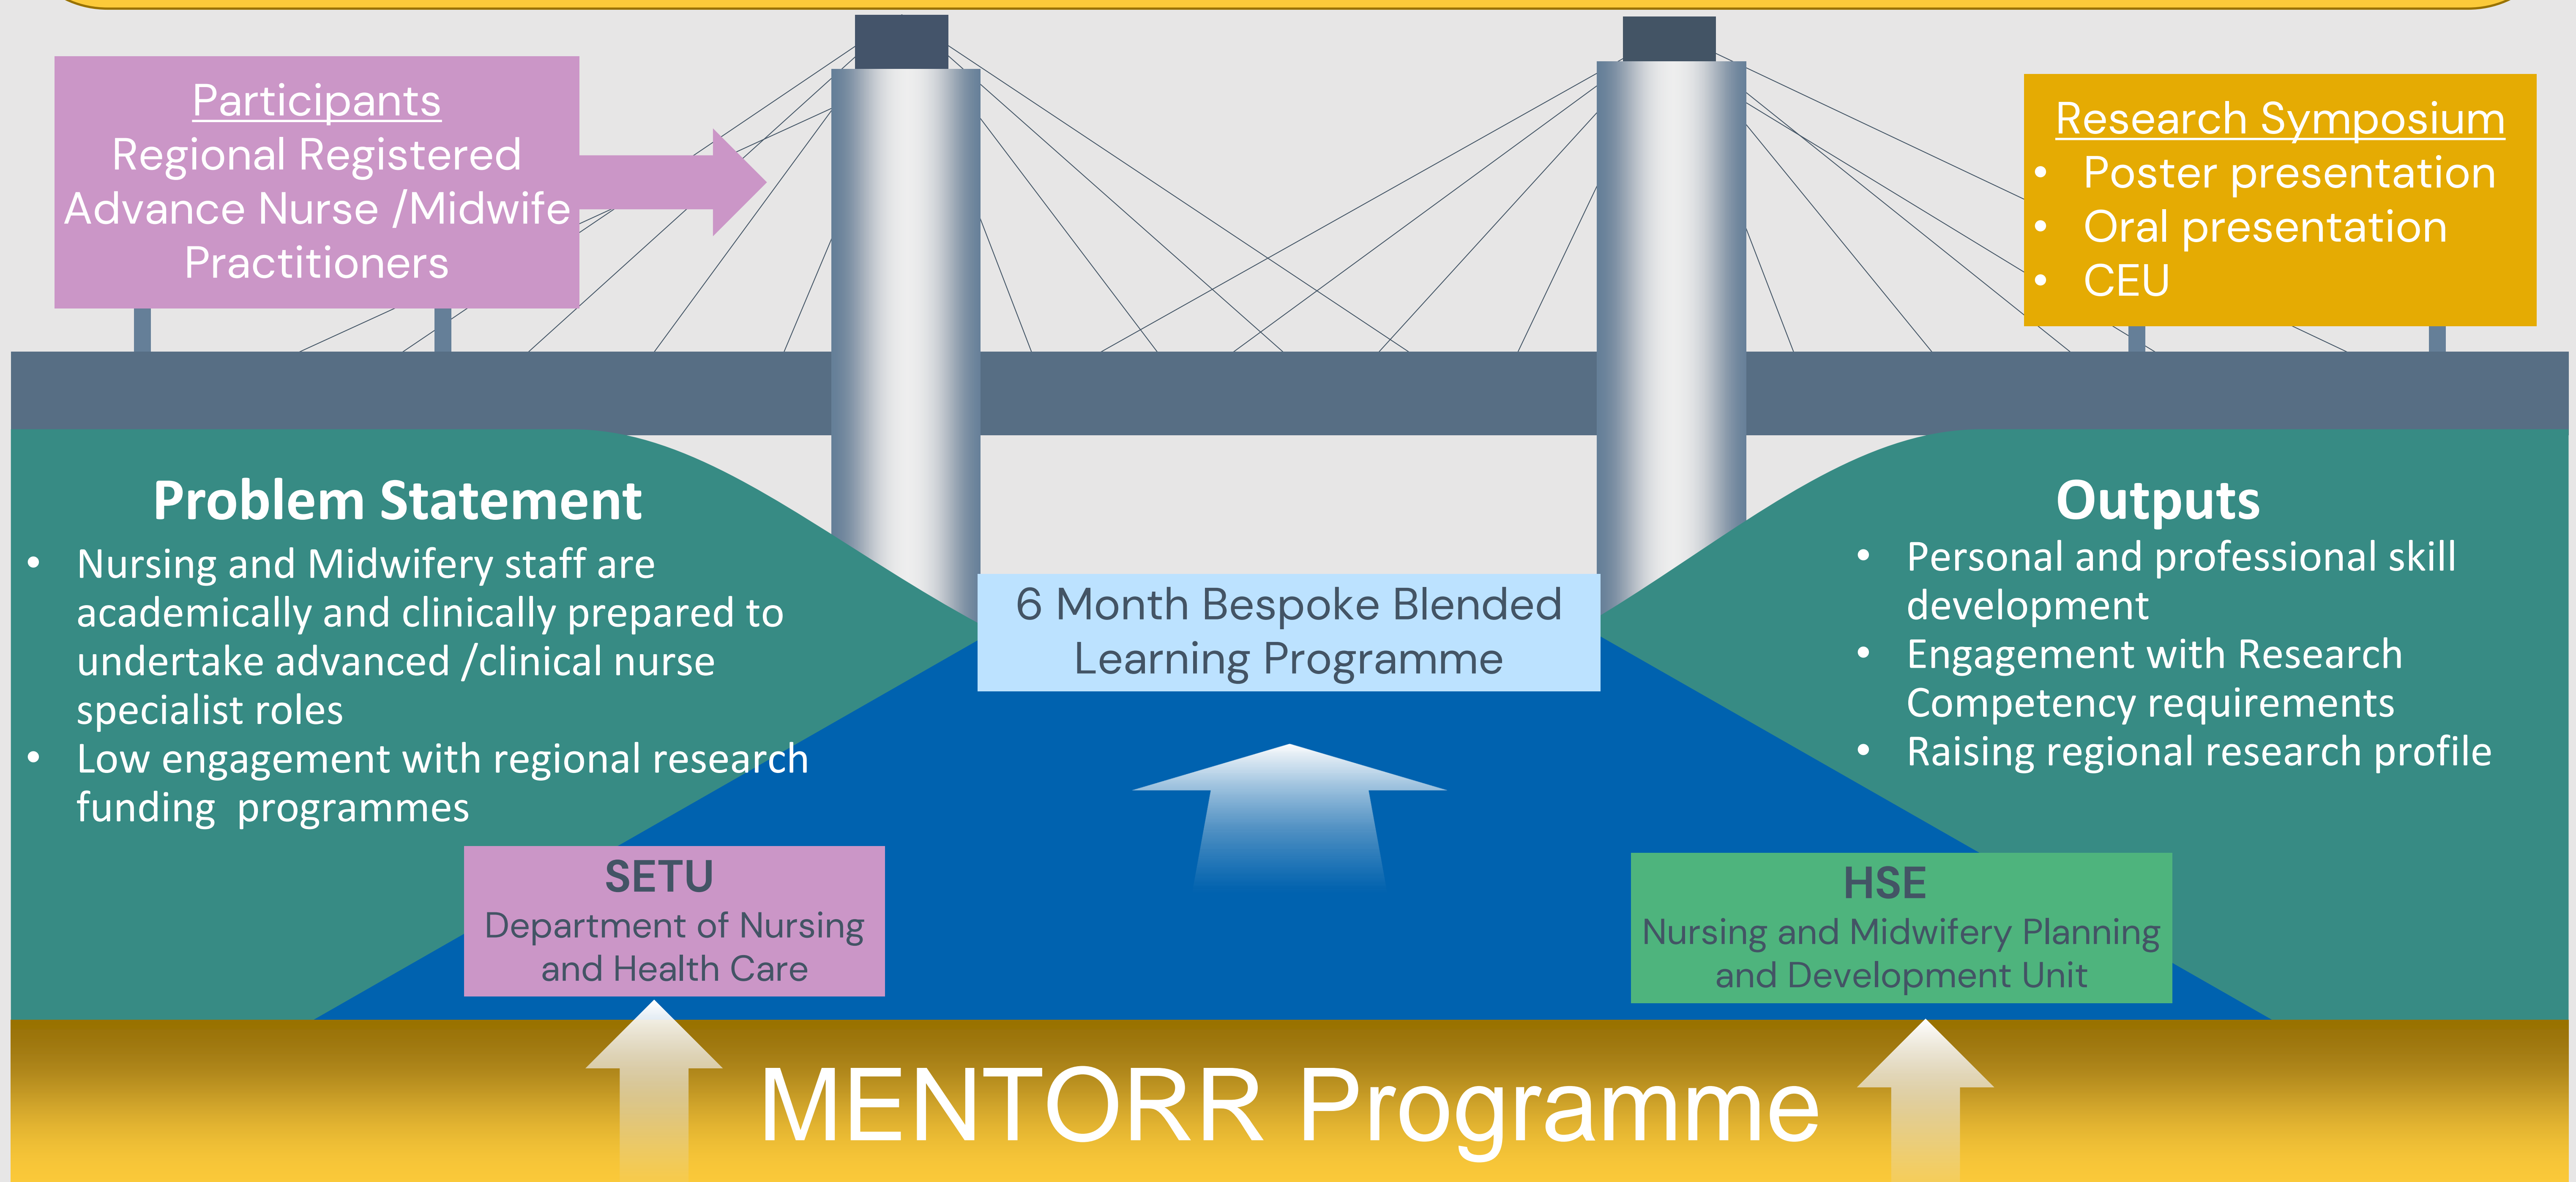 Participants
Regional Registered
Advance Nurse /Midwife
Practitioners
Research Symposium
• Poster presentation
• Oral presentation
• CEU
Problem Statement
• Nursing and Midwifery staff are
academically and clinically prepared to
undertake advanced /clinical nurse
specialist roles
• Low engagement with regional research
funding  programmes
6 Month Bespoke Blended
Learning Programme
Outputs
• Personal and professional skill
development
• Engagement with Research
Competency requirements
• Raising regional research profile
SETU
Department of Nursing
and Health Care
HSE
Nursing and Midwifery Planning
and Development Unit
MENTORR Programme